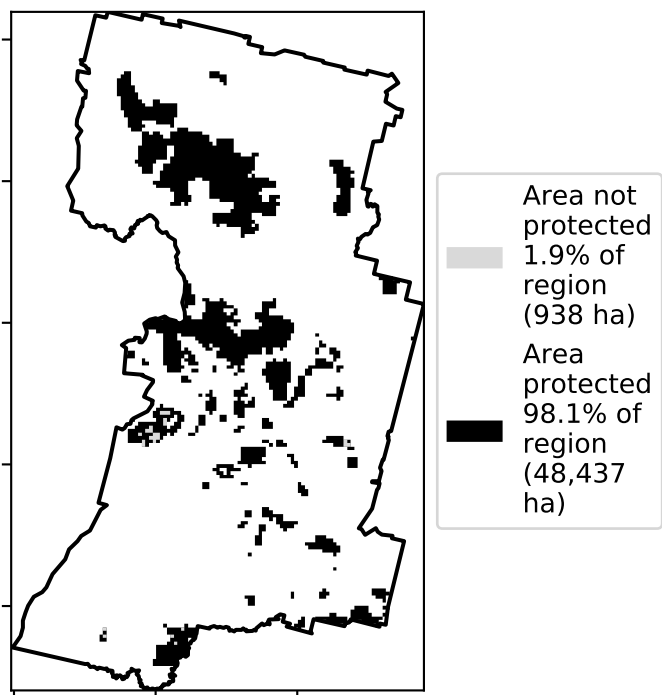 Area not
protected
1.9% of
region
(938 ha)
Area
protected
98.1% of
region
(48,437
ha)